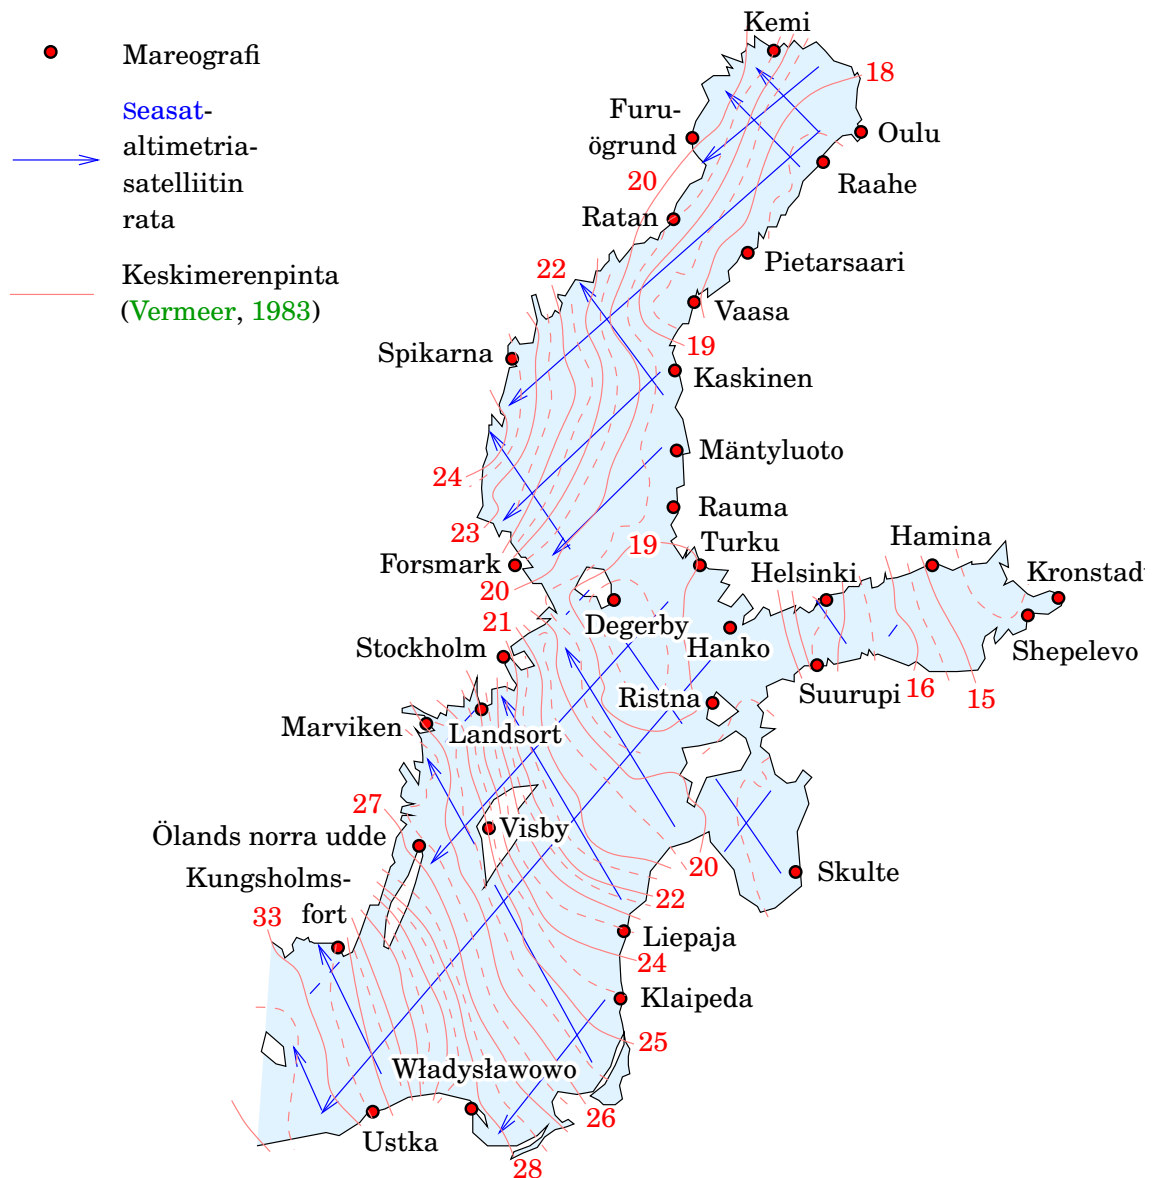 Mareografi
Seasat-
altimetria-
satelliitin
rata
Keskimerenpinta
(Vermeer, 1983)
Kemi
18
Furu-
ögrund
Oulu
20
Raahe
Ratan
Pietarsaari
22
Vaasa
19
Spikarna
Kaskinen
24
Mäntyluoto
Rauma
23
Hamina
19
Turku
Forsmark
Helsinki
Kronstad
20
21
Degerby
Hanko
Stockholm
Shepelevo
Ristna
Suurupi
16
15
Marviken
Landsort
27
Ölands norra udde
Visby
20
Skulte
Kungsholms-
fort
22
33
Liepaja
24
Klaipeda
25
Władysławowo
26
Ustka
28